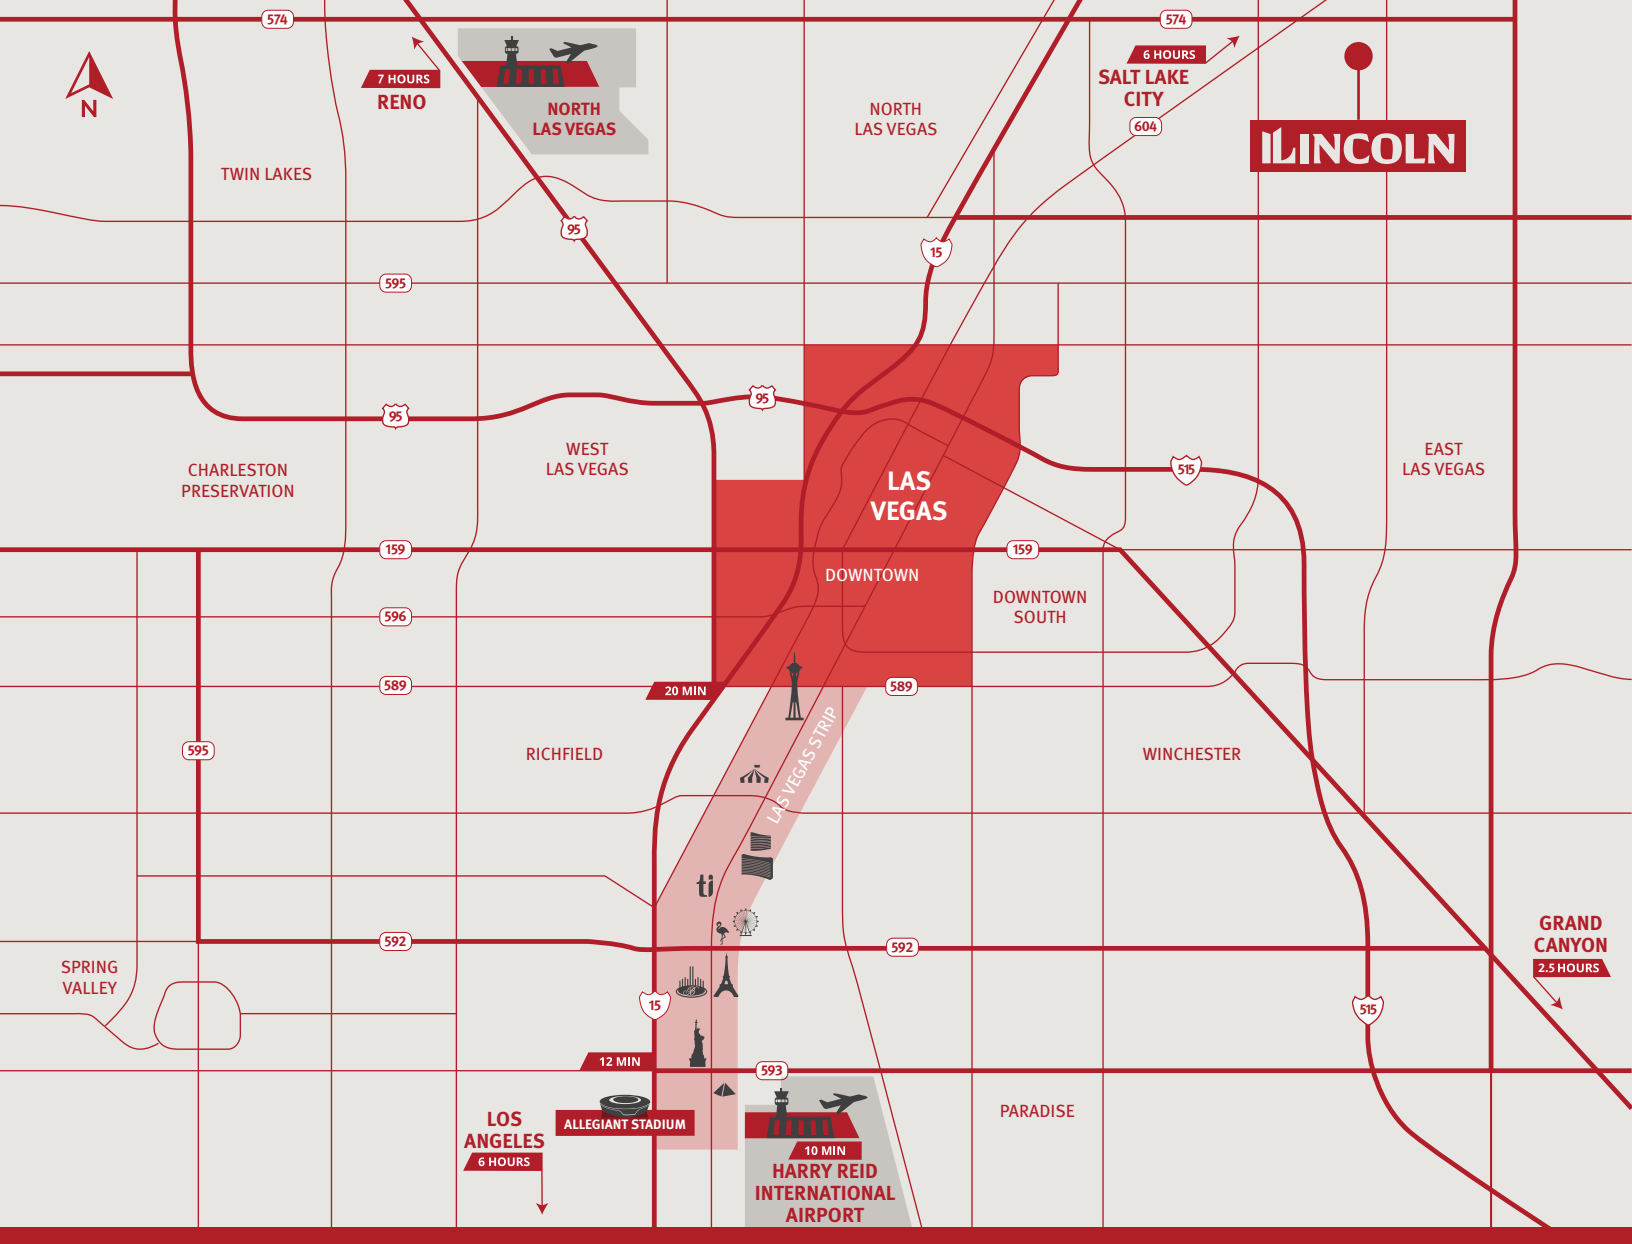 574
574
N
7 HOURS
RENO
NORTH
LAS VEGAS
NORTH
LAS VEGAS
6 HOURS
SALT LAKE
CITY
604
LINCOLN
TWIN LAKES
95
15
595
95
95
WEST
LAS VEGAS
CHARLESTON
PRESERVATION
LAS
VEGAS
515
EAST
LAS VEGAS
159
159
DOWNTOWN
DOWNTOWN
SOUTH
596
589
20 MIN
589
595
RICHFIELD
LAS VEGAS STRIP
WINCHESTER
ti
592
592
GRAND
CANYON
2.5 HOURS
SPRING
VALLEY
15
515
12 MIN
593
ALLEGIANT STADIUM
LOS
ANGELES
6 HOURS
PARADISE
10 MIN
HARRY REID
INTERNATIONAL
AIRPORT